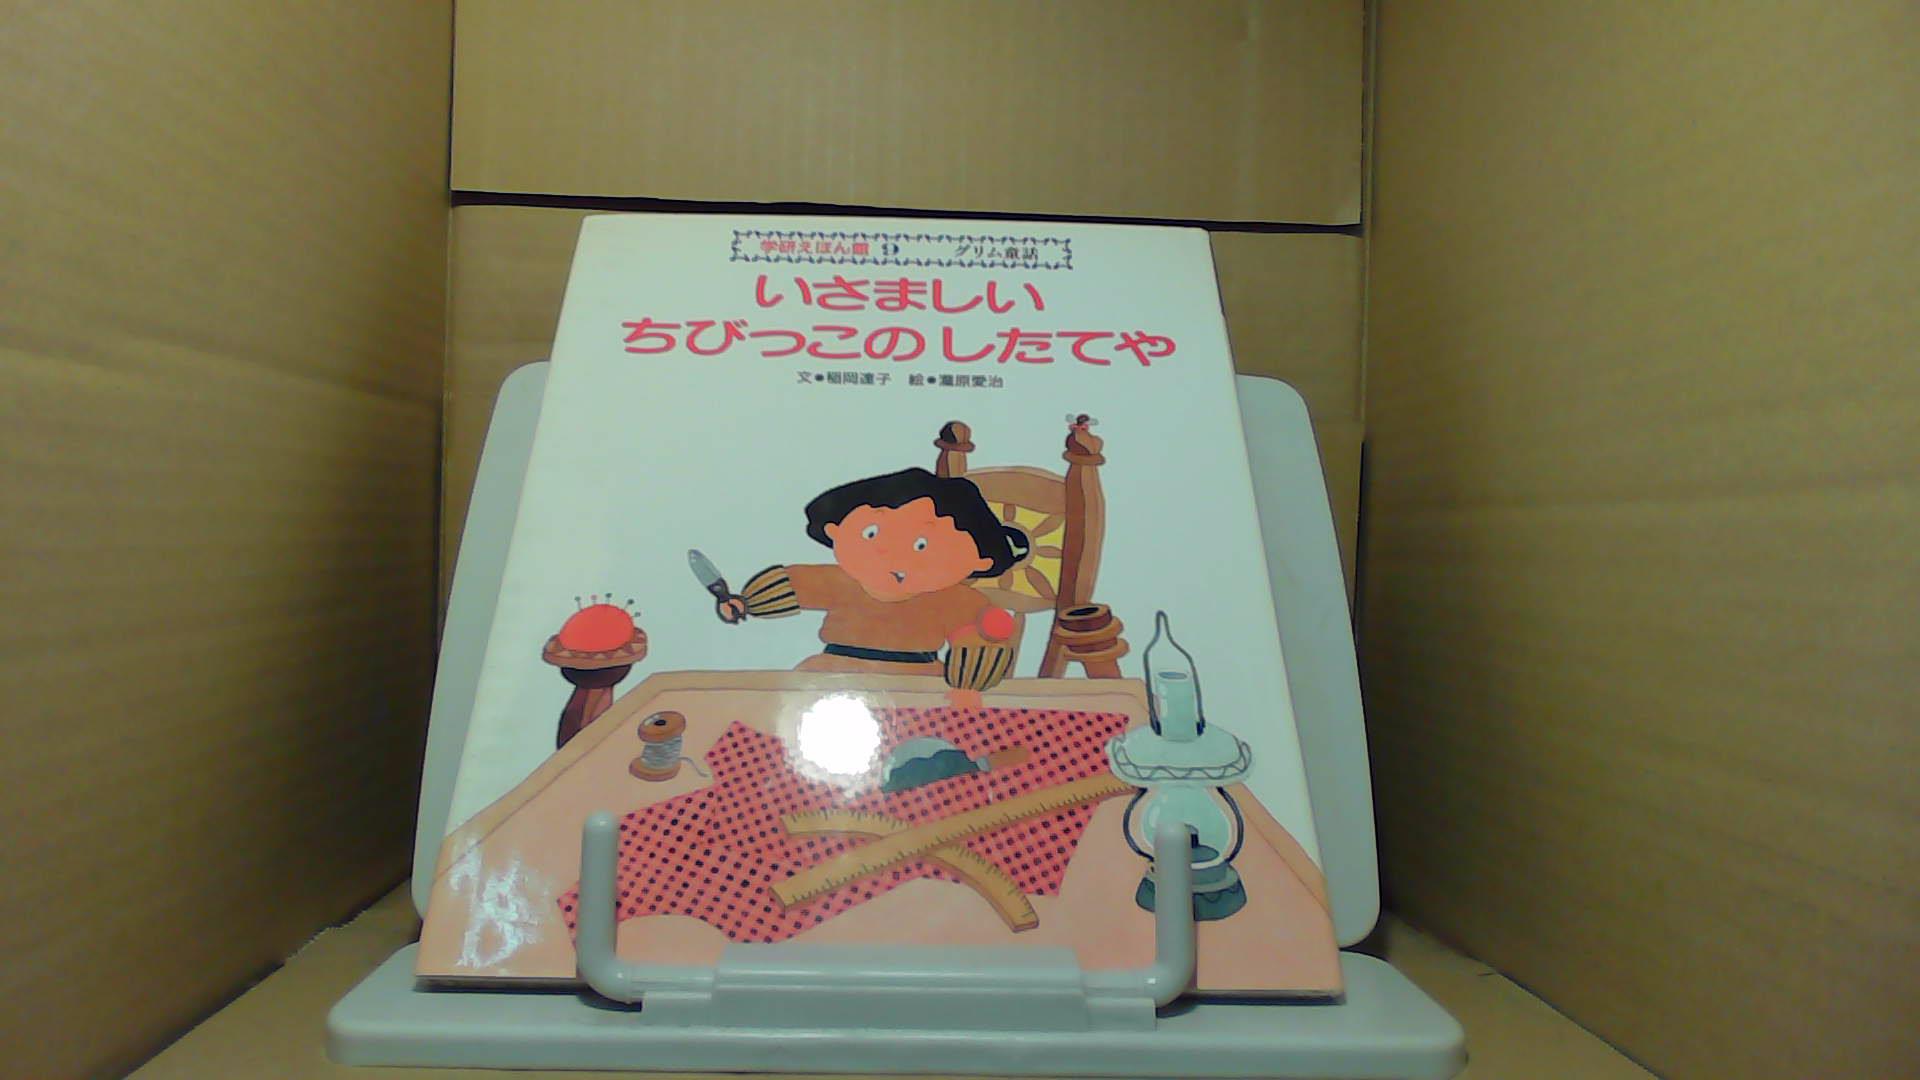 学研えほん館 9 グリム童話
いさましい
ちびっこのしたてや
文●稲岡達子 絵●瀧原愛治